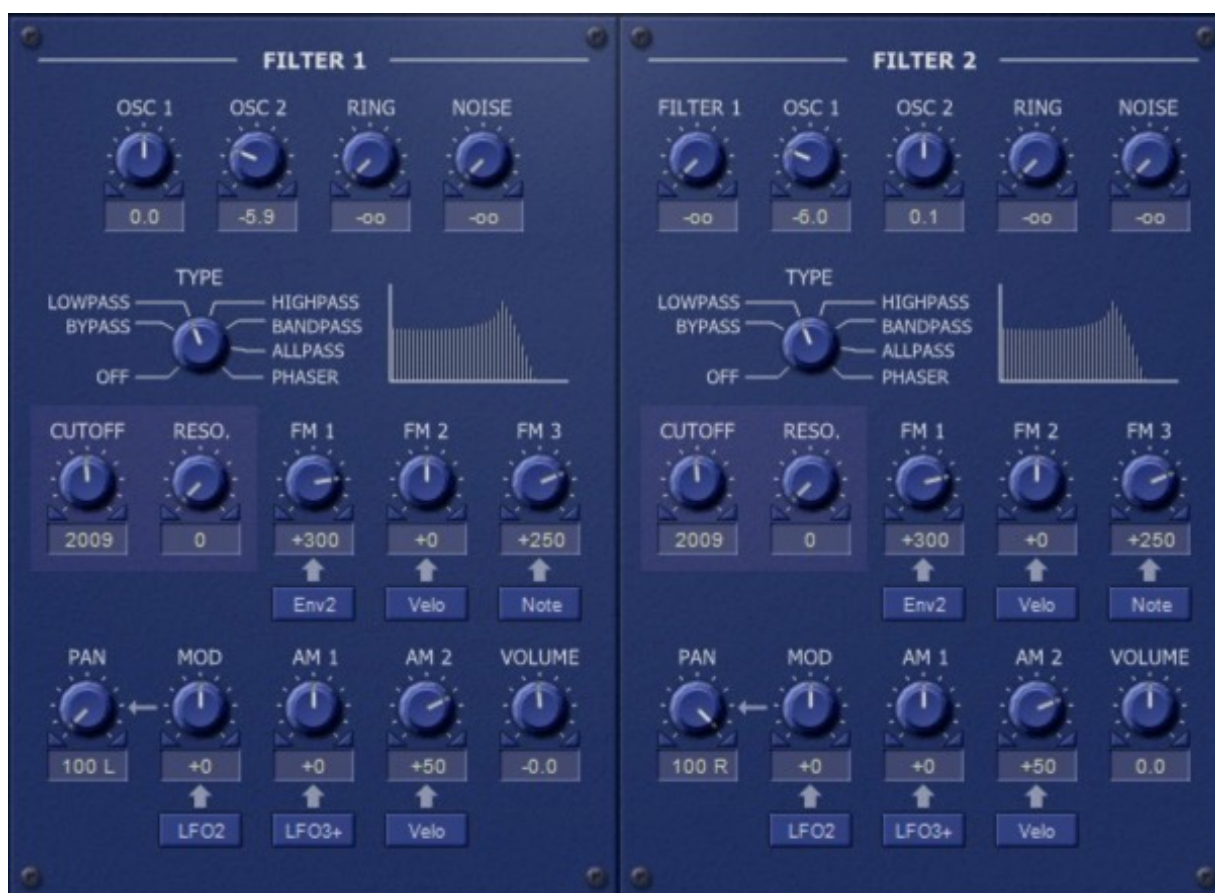 FILTER 1
OSC 1 OSC 2 RING NOISE
0.0 -5.9 -oo -oo
TYPE
LOWPASS HIGHPASS
BYPASS BANDPASS
ALLPASS
OFF PHASER
CUTOFF RESO. FM 1 FM 2 FM 3
2009 0 +300 +0 +250
Env2 Velo Note
PAN MOD AM 1 AM 2 VOLUME
100 L +0 +0 +50 -0.0
LFO2 LFO3+ Velo
FILTER 2
FILTER 1 OSC 1 OSC 2 RING NOISE
-oo -6.0 0.1 -oo -oo
TYPE
LOWPASS HIGHPASS
BYPASS BANDPASS
ALLPASS
OFF PHASER
CUTOFF RESO. FM 1 FM 2 FM 3
2009 0 +300 +0 +250
Env2 Velo Note
PAN MOD AM 1 AM 2 VOLUME
100 R +0 +0 +50 0.0
LFO2 LFO3+ Velo